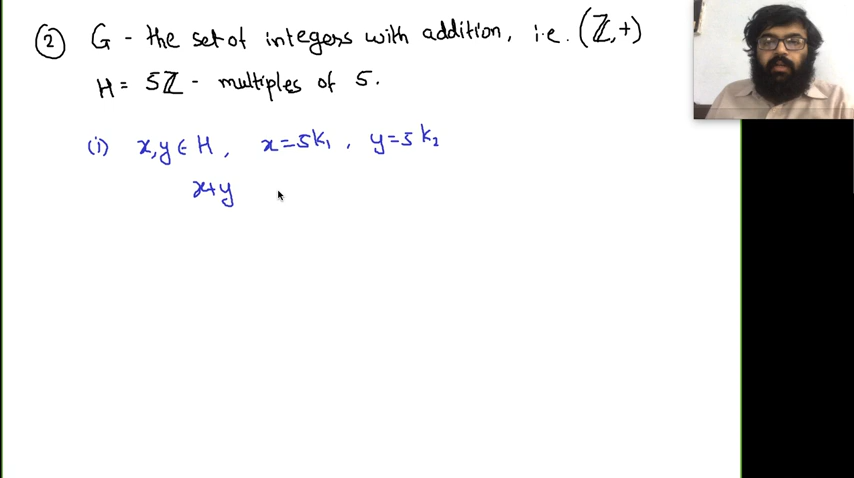 ② G - the set of integers with addition, i.e. (ℤ,+)
H = 5ℤ - multiples of 5.
(i) x,y ∈ H, x=5k₁, y=5k₂
x+y